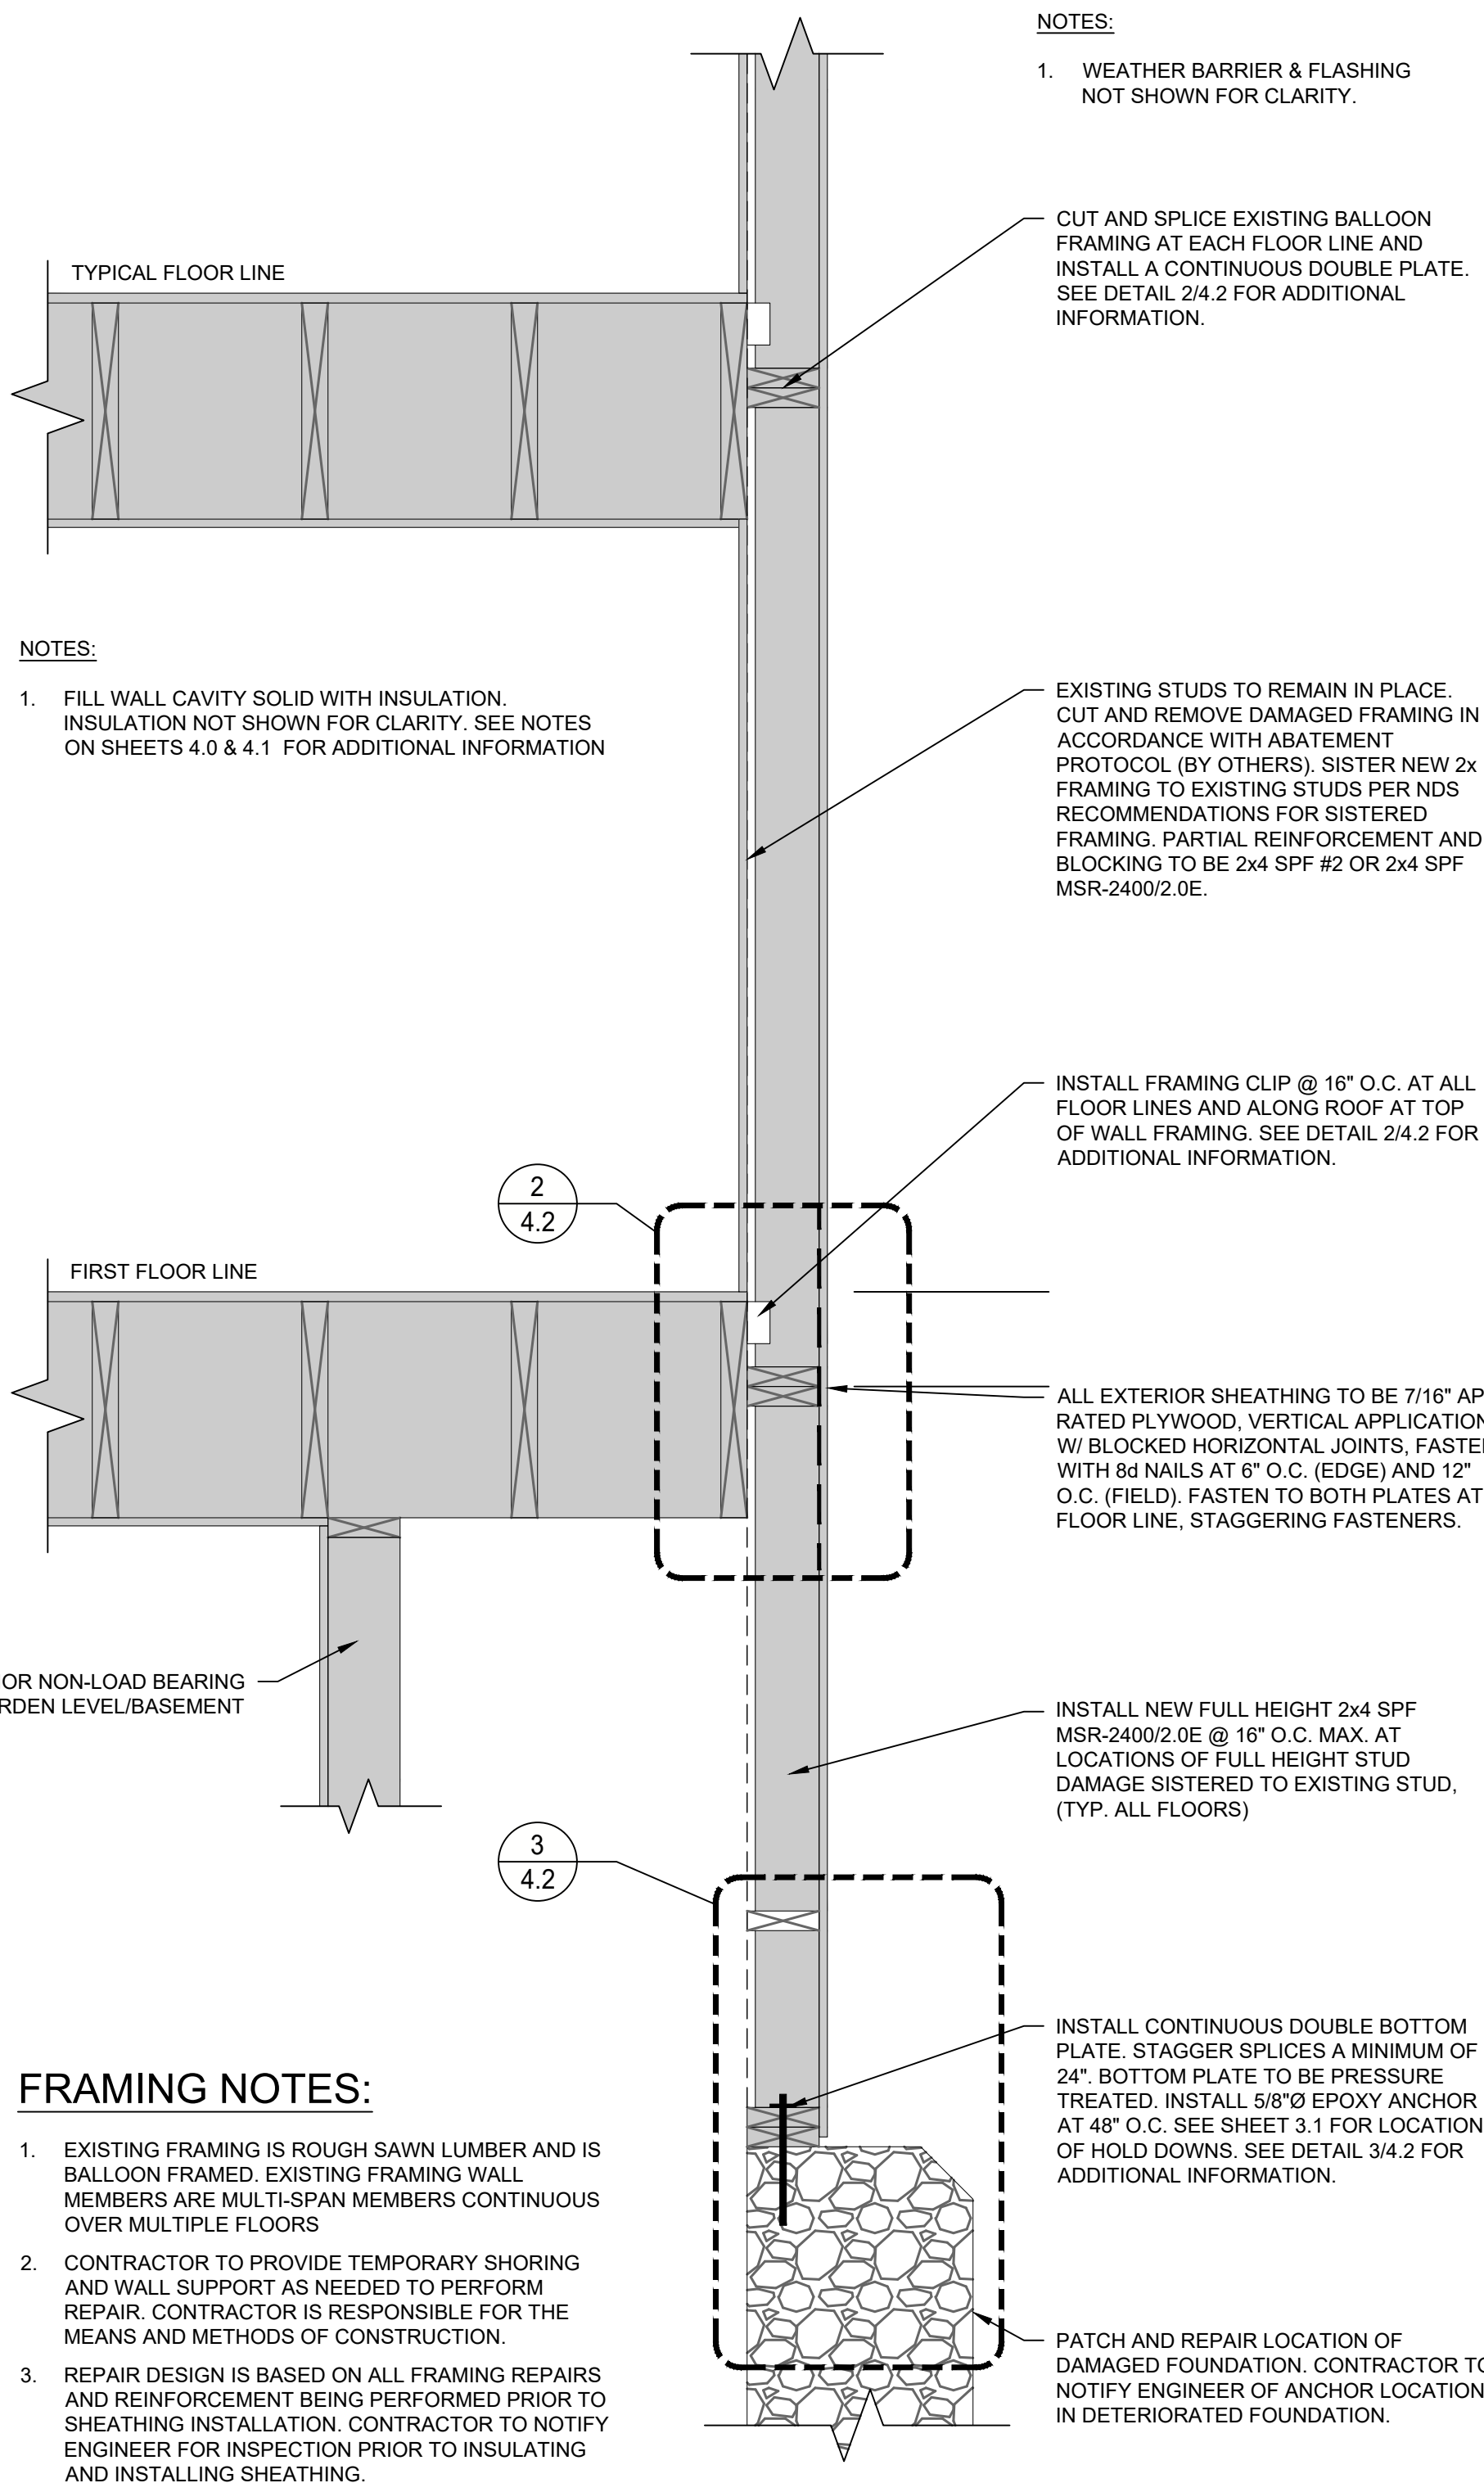 NOTES:
1. WEATHER BARRIER & FLASHING
NOT SHOWN FOR CLARITY.
CUT AND SPLICE EXISTING BALLOON
FRAMING AT EACH FLOOR LINE AND
INSTALL A CONTINUOUS DOUBLE PLATE.
SEE DETAIL 2/4.2 FOR ADDITIONAL
INFORMATION.
TYPICAL FLOOR LINE
NOTES:
1. FILL WALL CAVITY SOLID WITH INSULATION.
INSULATION NOT SHOWN FOR CLARITY. SEE NOTES
ON SHEETS 4.0 & 4.1 FOR ADDITIONAL INFORMATION
EXISTING STUDS TO REMAIN IN PLACE.
CUT AND REMOVE DAMAGED FRAMING IN
ACCORDANCE WITH ABATEMENT
PROTOCOL (BY OTHERS). SISTER NEW 2x
FRAMING TO EXISTING STUDS PER NDS
RECOMMENDATIONS FOR SISTERED
FRAMING. PARTIAL REINFORCEMENT AND
BLOCKING TO BE 2x4 SPF #2 OR 2x4 SPF
MSR-2400/2.0E.
INSTALL FRAMING CLIP @ 16" O.C. AT ALL
FLOOR LINES AND ALONG ROOF AT TOP
OF WALL FRAMING. SEE DETAIL 2/4.2 FOR
ADDITIONAL INFORMATION.
2
4.2
FIRST FLOOR LINE
ALL EXTERIOR SHEATHING TO BE 7/16" AP
RATED PLYWOOD, VERTICAL APPLICATION
W/ BLOCKED HORIZONTAL JOINTS, FASTE
WITH 8d NAILS AT 6" O.C. (EDGE) AND 12"
O.C. (FIELD). FASTEN TO BOTH PLATES AT
FLOOR LINE, STAGGERING FASTENERS.
OR NON-LOAD BEARING
RDEN LEVEL/BASEMENT
INSTALL NEW FULL HEIGHT 2x4 SPF
MSR-2400/2.0E @ 16" O.C. MAX. AT
LOCATIONS OF FULL HEIGHT STUD
DAMAGE SISTERED TO EXISTING STUD,
(TYP. ALL FLOORS)
3
4.2
INSTALL CONTINUOUS DOUBLE BOTTOM
PLATE. STAGGER SPLICES A MINIMUM OF
24". BOTTOM PLATE TO BE PRESSURE
TREATED. INSTALL 5/8"Ø EPOXY ANCHOR
AT 48" O.C. SEE SHEET 3.1 FOR LOCATION
OF HOLD DOWNS. SEE DETAIL 3/4.2 FOR
ADDITIONAL INFORMATION.
FRAMING NOTES:
1. EXISTING FRAMING IS ROUGH SAWN LUMBER AND IS
BALLOON FRAMED. EXISTING FRAMING WALL
MEMBERS ARE MULTI-SPAN MEMBERS CONTINUOUS
OVER MULTIPLE FLOORS
2. CONTRACTOR TO PROVIDE TEMPORARY SHORING
AND WALL SUPPORT AS NEEDED TO PERFORM
REPAIR. CONTRACTOR IS RESPONSIBLE FOR THE
MEANS AND METHODS OF CONSTRUCTION.
3. REPAIR DESIGN IS BASED ON ALL FRAMING REPAIRS
AND REINFORCEMENT BEING PERFORMED PRIOR TO
SHEATHING INSTALLATION. CONTRACTOR TO NOTIFY
ENGINEER FOR INSPECTION PRIOR TO INSULATING
AND INSTALLING SHEATHING.
PATCH AND REPAIR LOCATION OF
DAMAGED FOUNDATION. CONTRACTOR TO
NOTIFY ENGINEER OF ANCHOR LOCATION
IN DETERIORATED FOUNDATION.